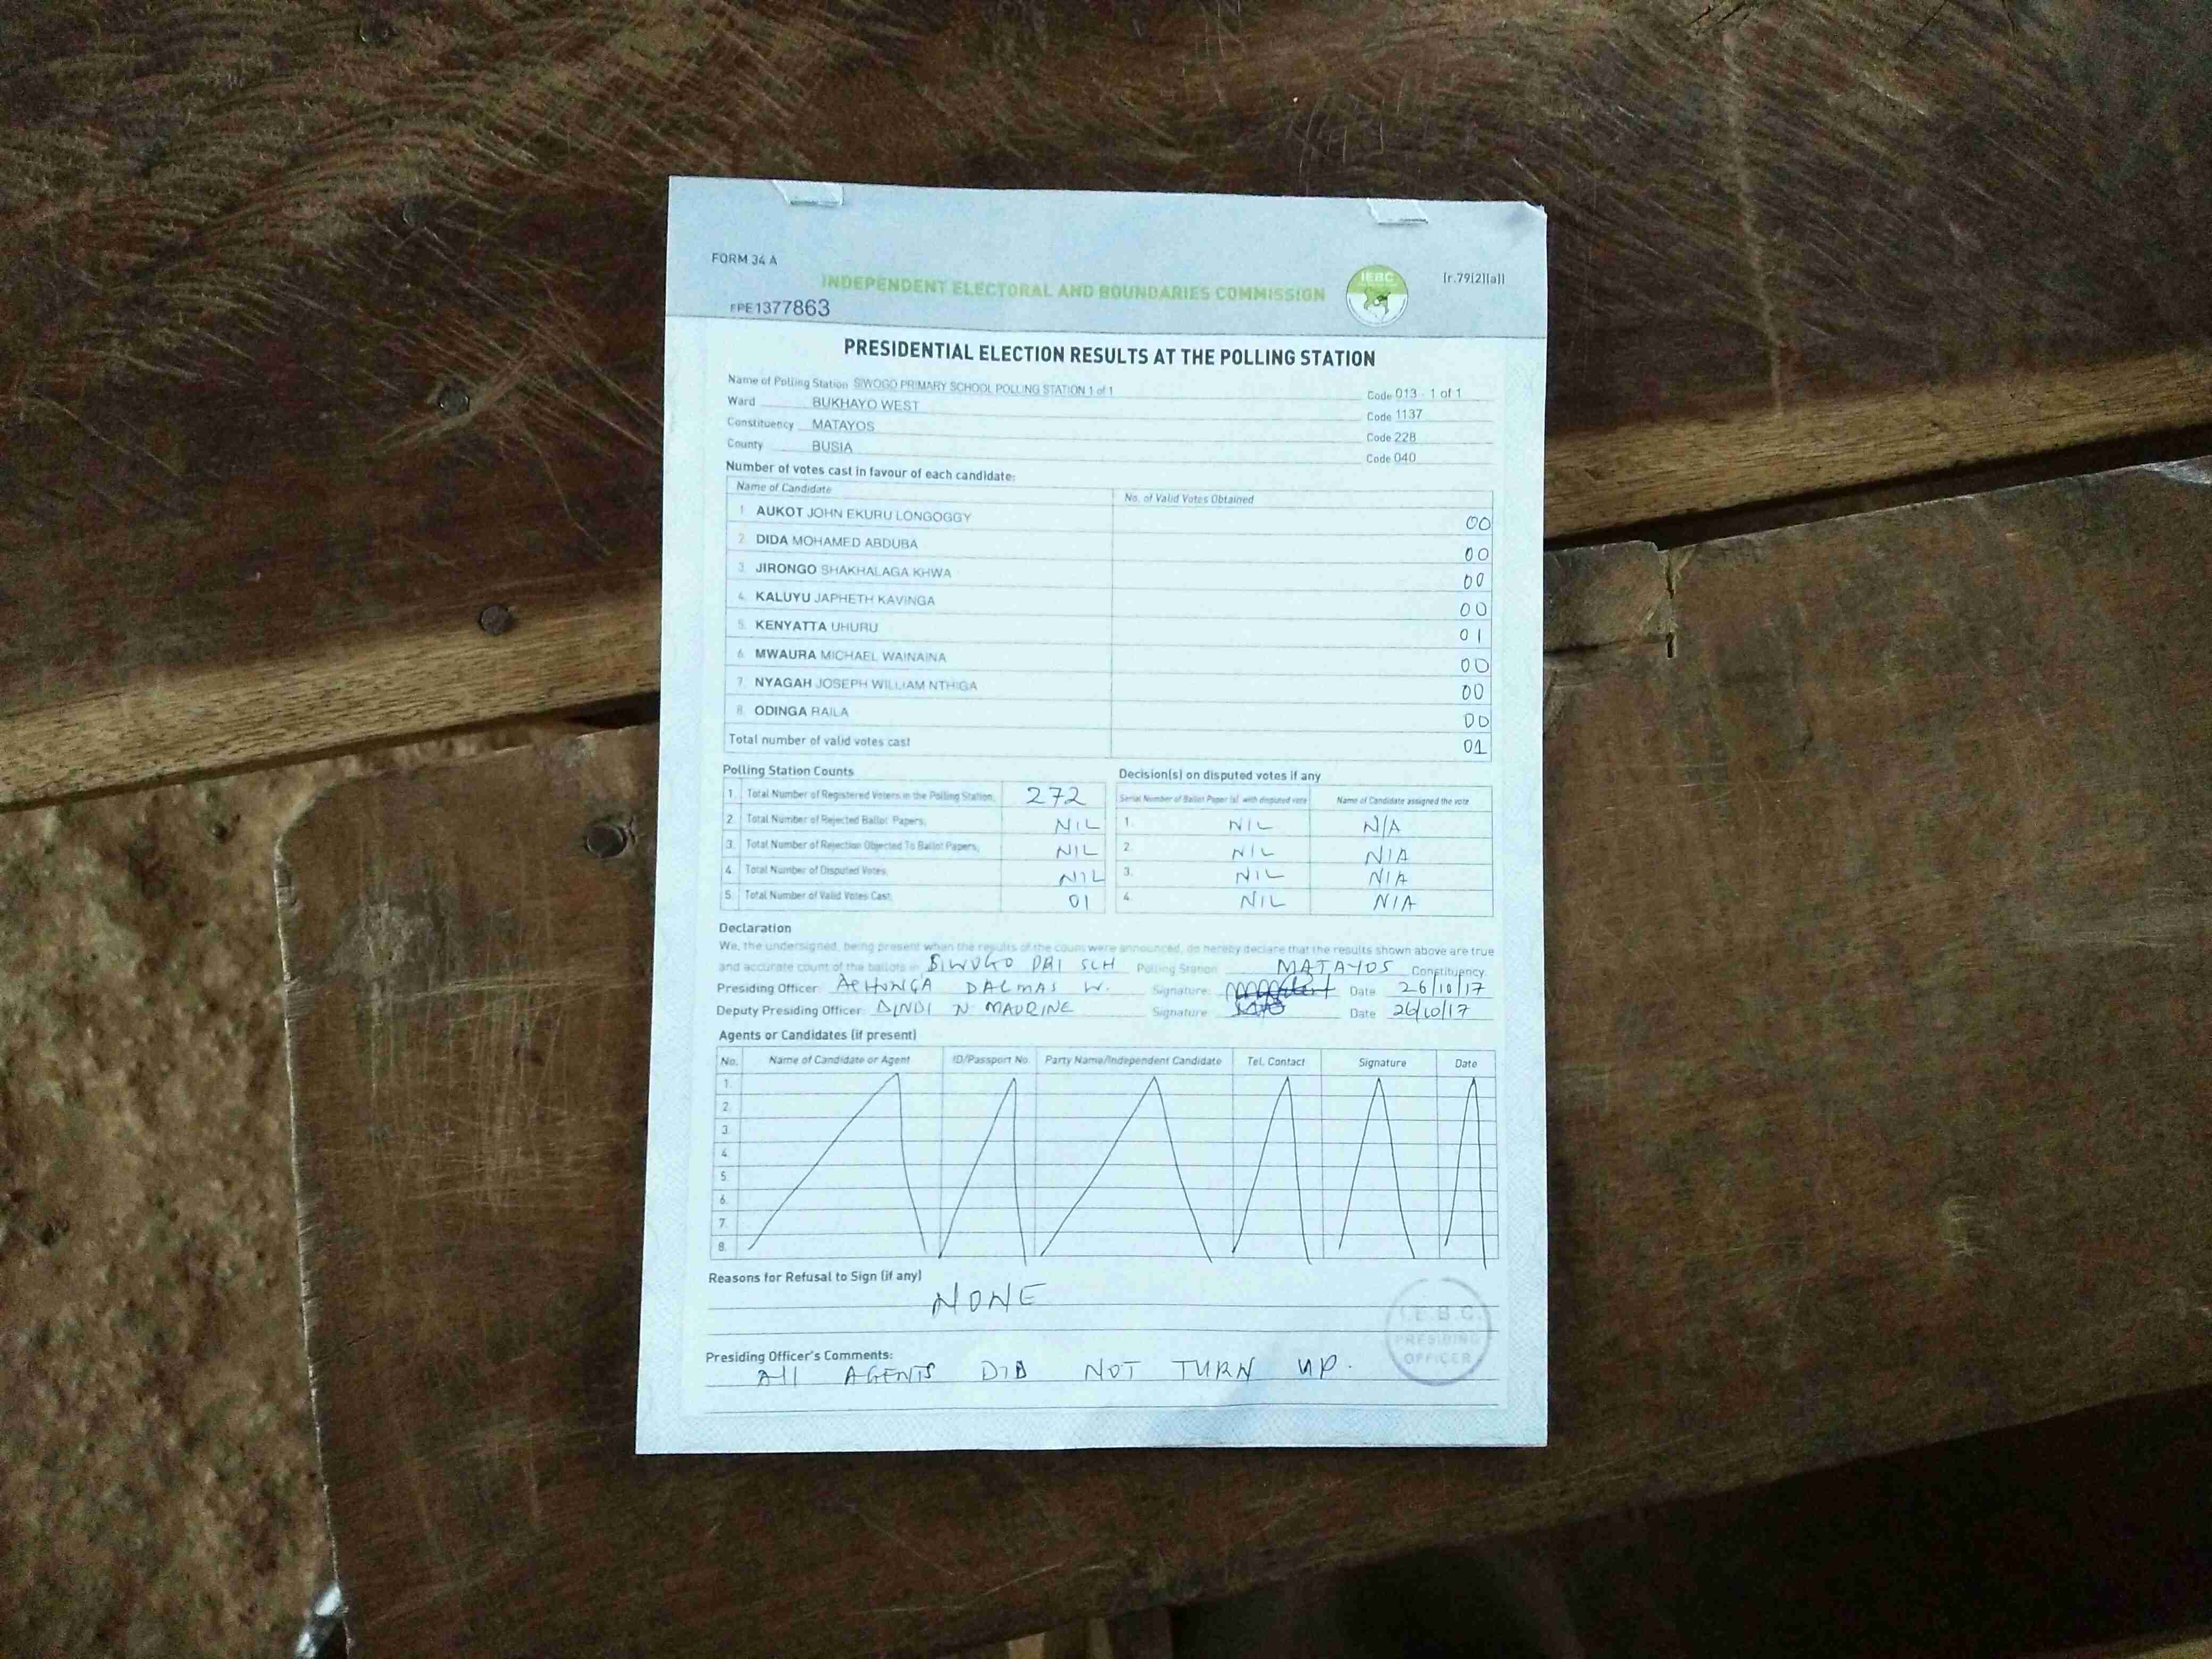 FORM 34 A
[r.79[2][a]]
INDEPENDENT ELECTORAL AND BOUNDARIES COMMISSION
IEBC
FPE1377863
PRESIDENTIAL ELECTION RESULTS AT THE POLLING STATION
Name of Polling Station SIWOGO PRIMARY SCHOOL POLLING STATION 1 of 1 Code 013 - 1 of 1
Ward BUKHAYO WEST Code 1137
Constituency MATAYOS Code 228
County BUSIA Code 040
Number of votes cast in favour of each candidate:
Name of Candidate No. of Valid Votes Obtained
1. AUKOT JOHN EKURU LONGOGGY 00
2. DIDA MOHAMED ABDUBA 00
3. JIRONGO SHAKHALAGA KHWA 00
4. KALUYU JAPHETH KAVINGA 00
5. KENYATTA UHURU 01
6. MWAURA MICHAEL WAINAINA 00
7. NYAGAH JOSEPH WILLIAM NTHIGA 00
8. ODINGA RAILA 00
Total number of valid votes cast 01
Polling Station Counts
1. Total Number of Registered Voters in the Polling Station; 272
2. Total Number of Rejected Ballot Papers; NIL
3. Total Number of Rejection Objected To Ballot Papers; NIL
4. Total Number of Disputed Votes NIL
5. Total Number of Valid Votes Cast; 01
Decision(s) on disputed votes if any
Serial Number of Ballot Paper (s) with disputed vote Name of Candidate assigned the vote
1. NIL N/A
2. NIL N/A
3. NIL N/A
4. NIL N/A
Declaration
We, the undersigned, being present when the results of the count were announced, do hereby declare that the results shown above are true
and accurate count of the ballots in SIWOGO PRI SCH Polling Station MATAYOS Constituency
Presiding Officer: DALMAS W. Signature: Date 26/10/17
Deputy Presiding Officer: N MAURINE Signature Date 26/10/17
Agents or Candidates (if present)
No. Name of Candidate or Agent ID/Passport No. Party Name/Independent Candidate Tel. Contact Signature Date
1.
2.
3.
4.
5.
6.
7.
8.
Reasons for Refusal to Sign (if any)
NONE
Presiding Officer's Comments:
All AGENTS DID NOT TURN UP.
I.E.B.C.
PRESIDING
OFFICER